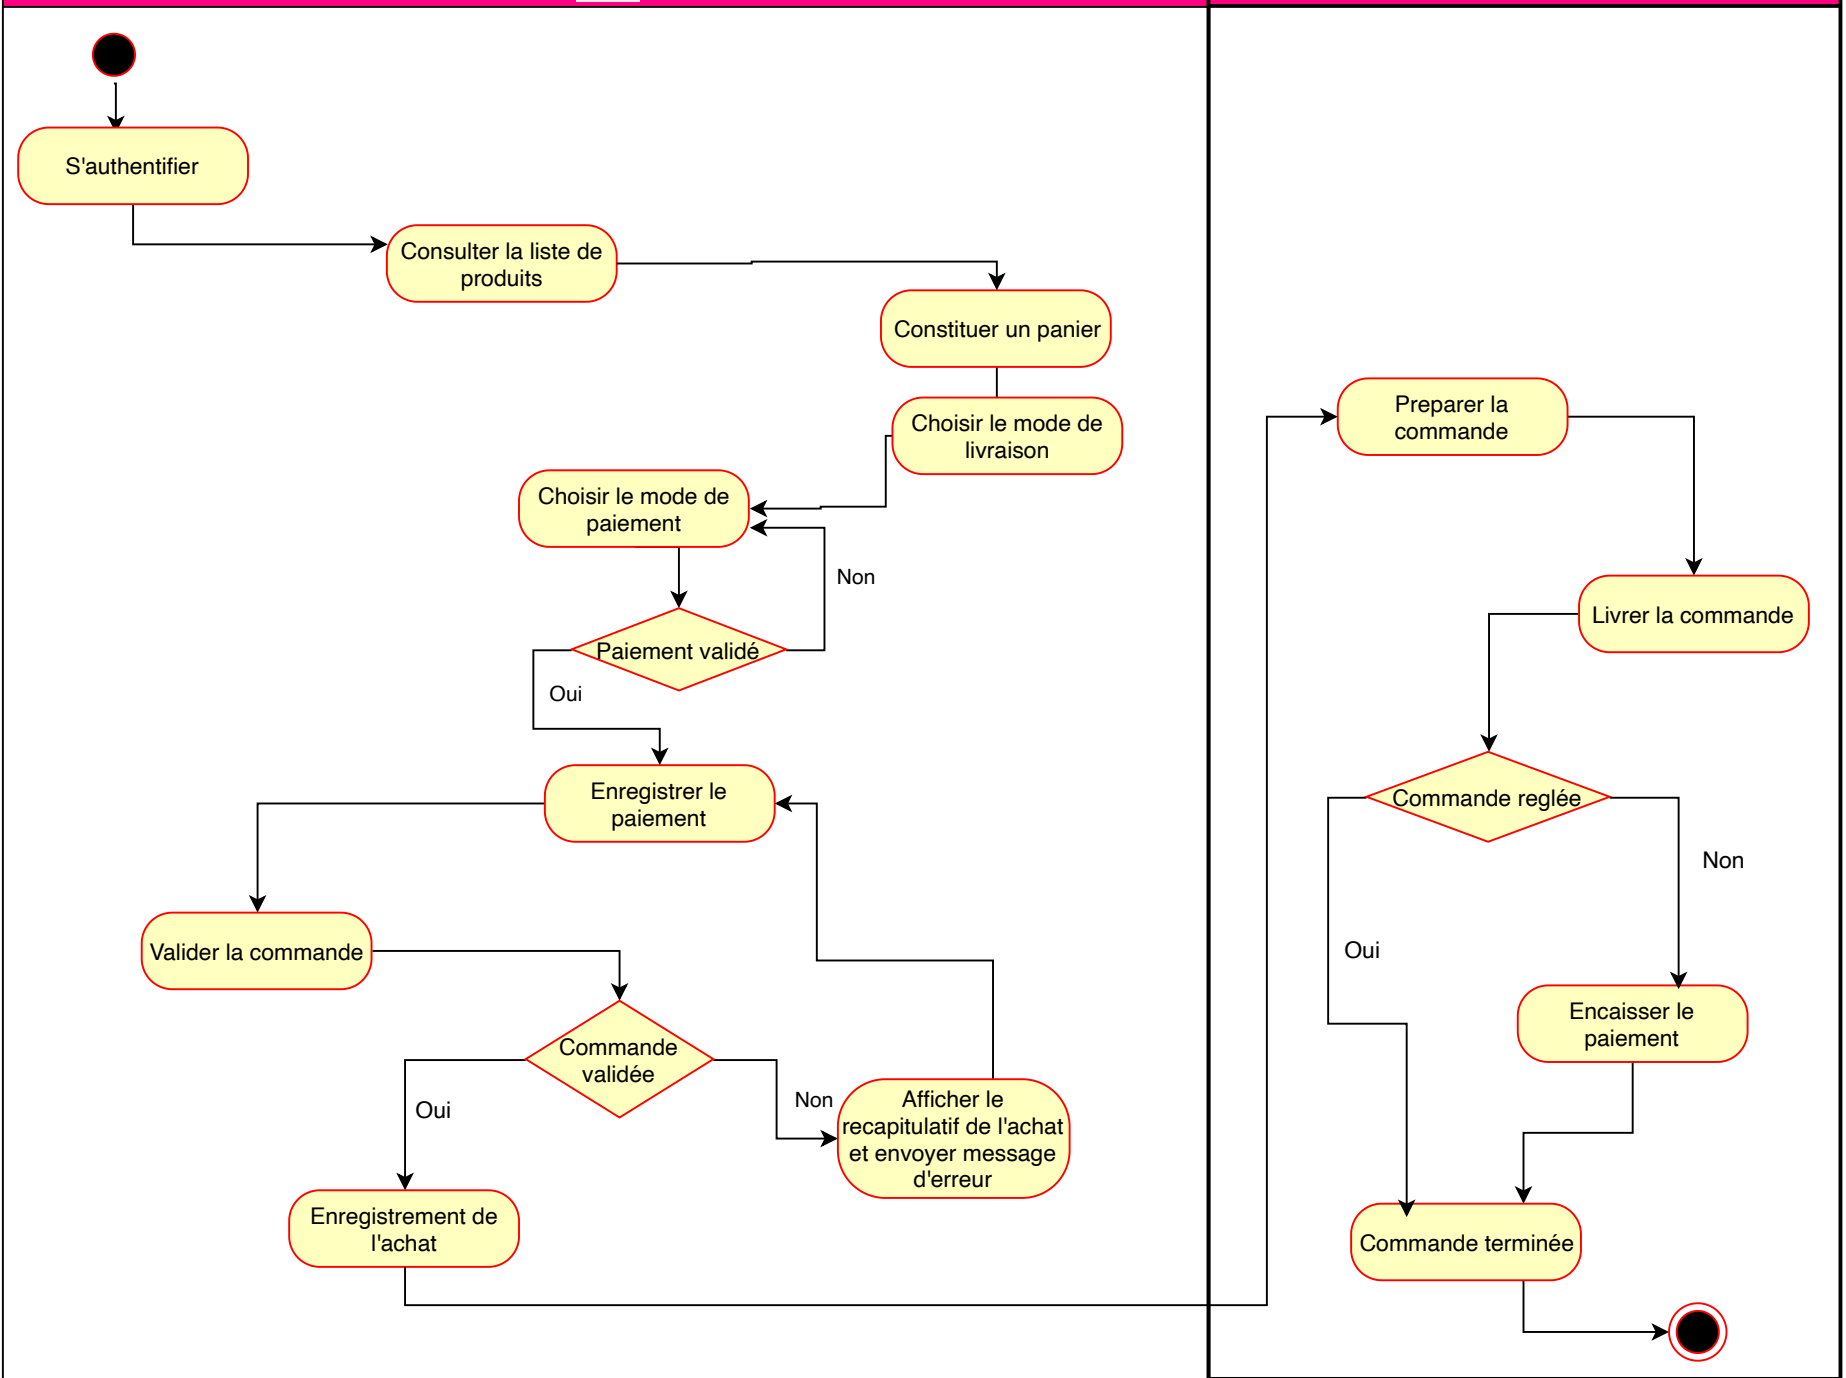 S'authentifier
Consulter la liste de
produits
Constituer un panier
Choisir le mode de
livraison
Choisir le mode de
paiement
Non
Paiement validé
Oui
Enregistrer le
paiement
Valider la commande
Commande
validée
Oui
Non
Afficher le
recapitulatif de l'achat
et envoyer message
d'erreur
Enregistrement de
l'achat
Preparer la
commande
Livrer la commande
Commande reglée
Non
Oui
Encaisser le
paiement
Commande terminée